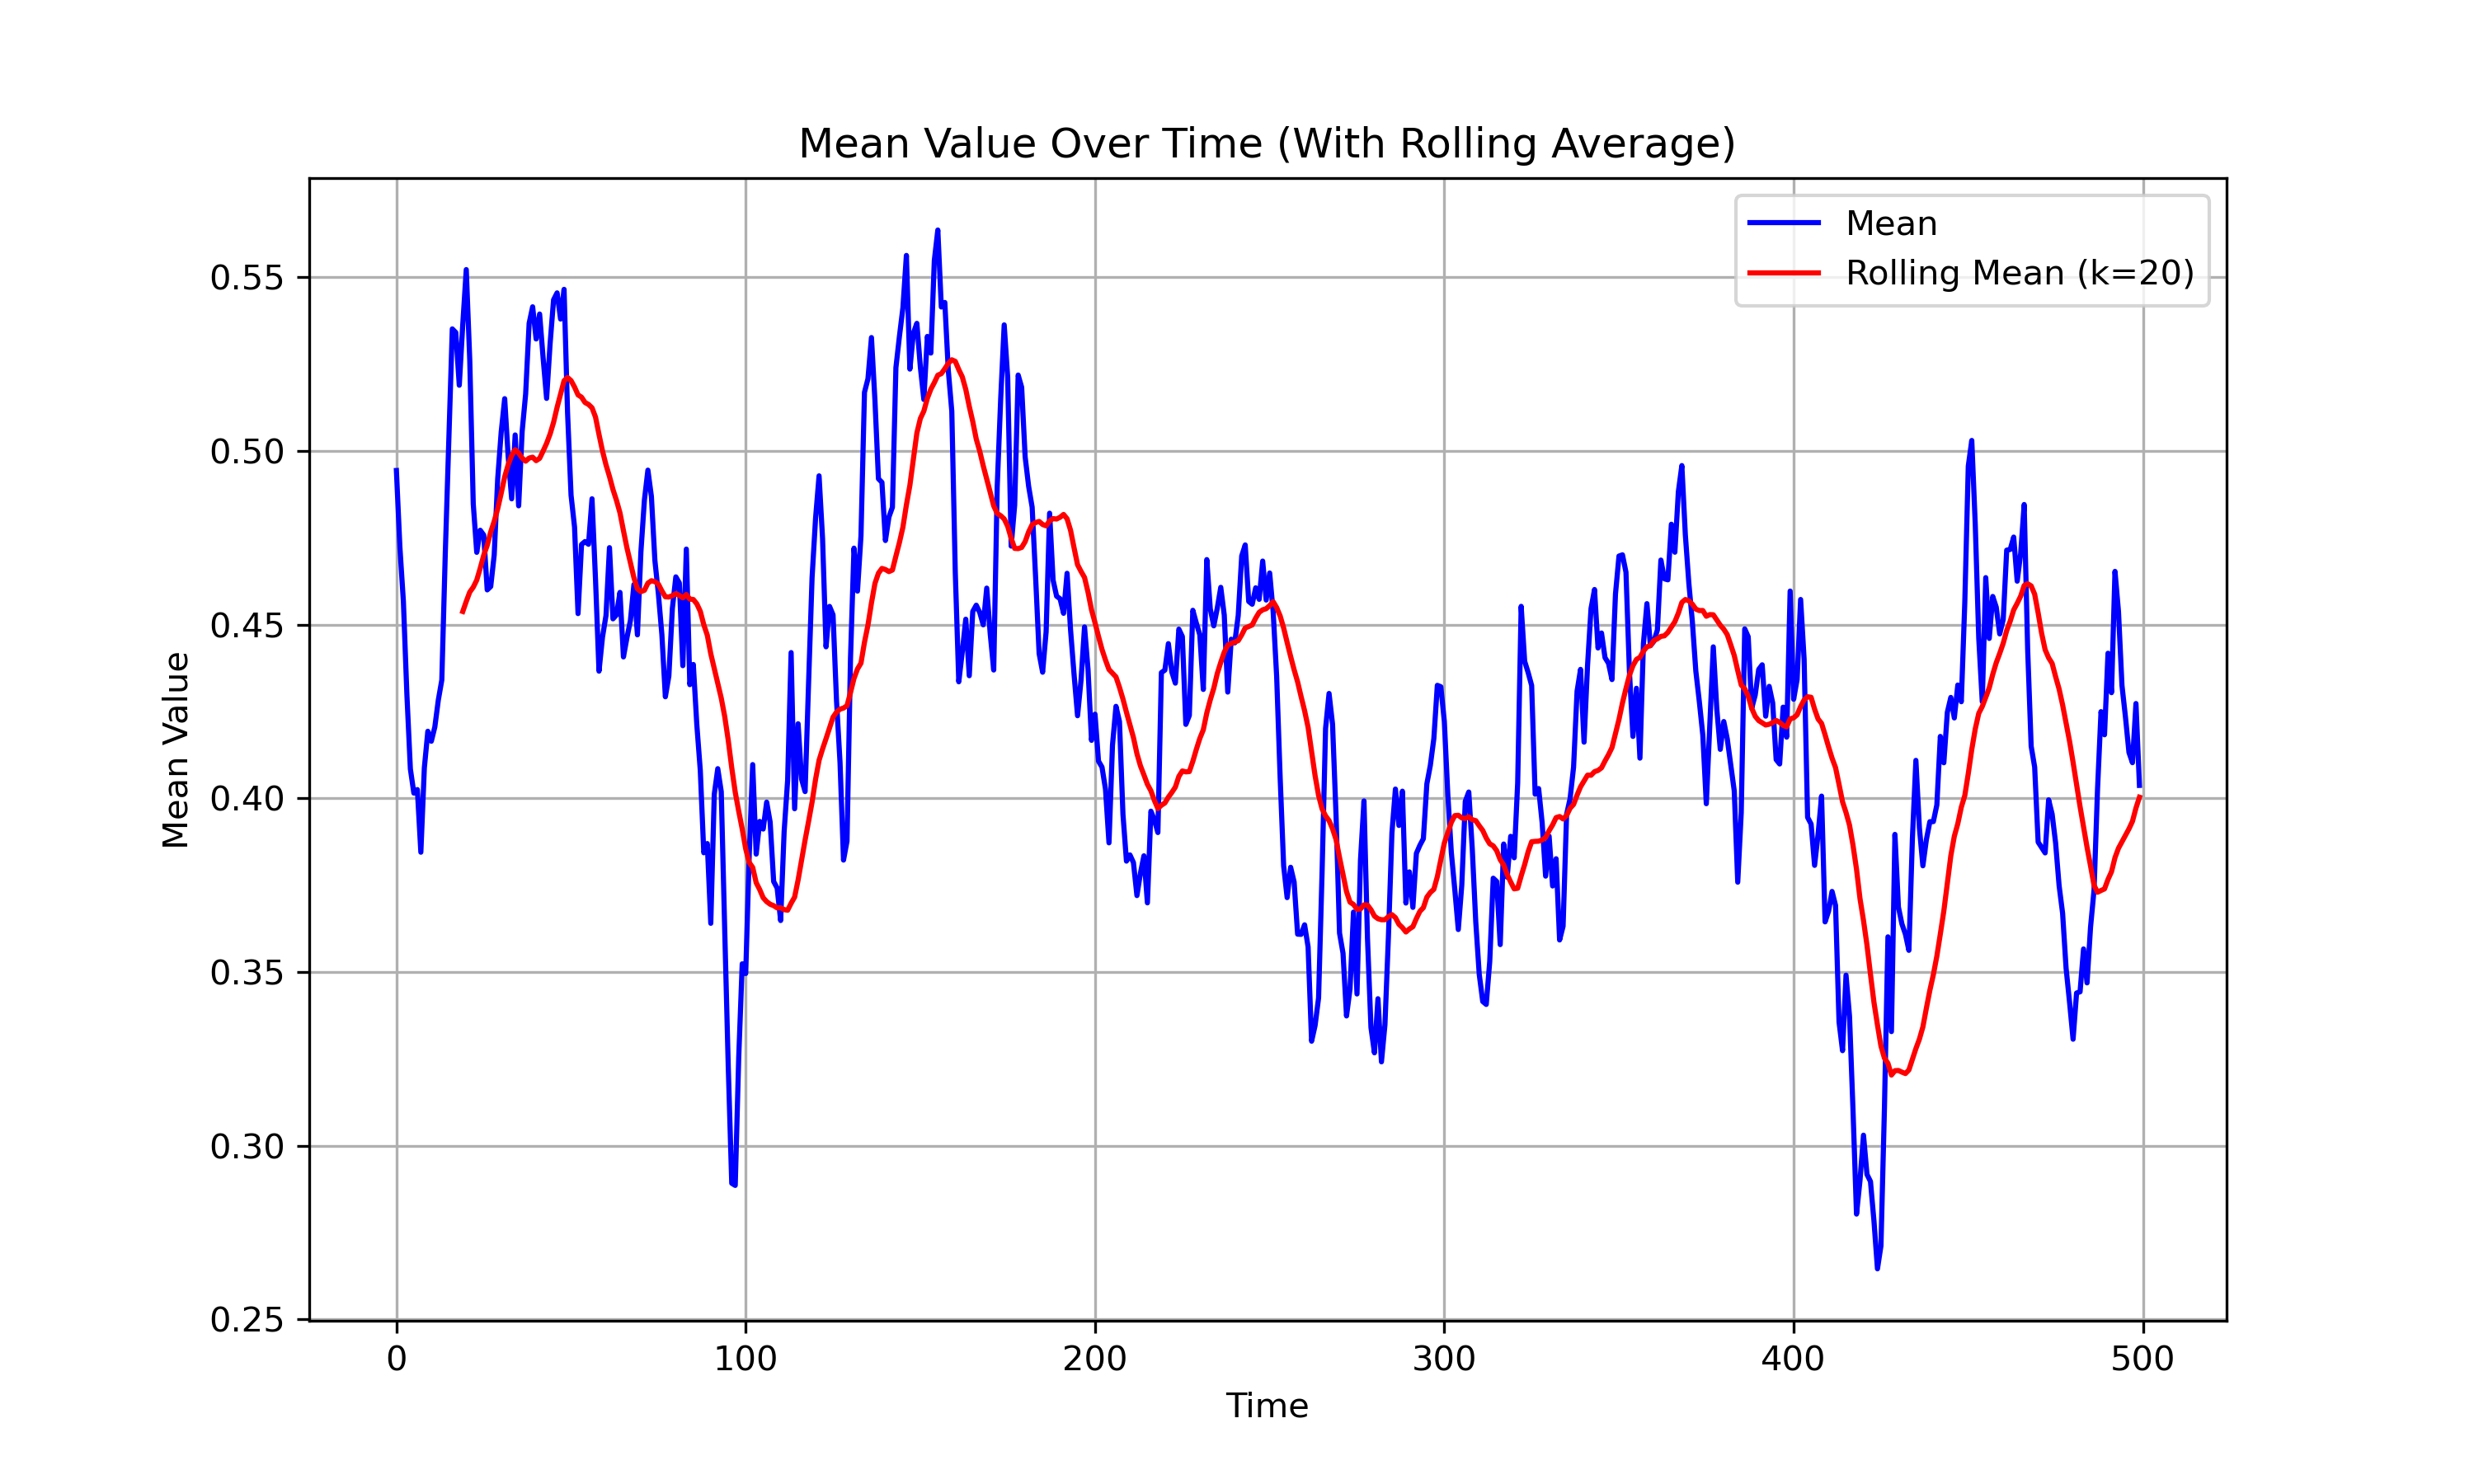 Mean Value Over Time (With Rolling Average)
Mean
Rolling Mean (k=20)
Mean Value
0.55
0.50
0.45
0.40
0.35
0.30
0.25
0 100 200 300 400 500
Time